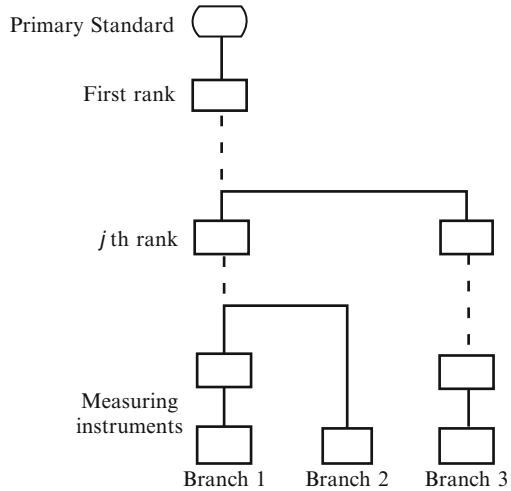 Primary Standard
First rank
j th rank
Measuring
instruments
Branch 1 Branch 2 Branch 3